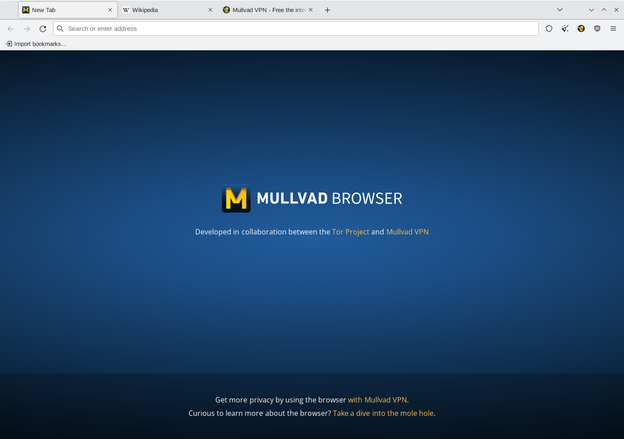 New Tab
Wikipedia
Mullvad VPN - Free the inte
Search or enter address
Import bookmarks...
MULLVAD BROWSER
Developed in collaboration between the Tor Project and Mullvad VPN
Get more privacy by using the browser with Mullvad VPN.
Curious to learn more about the browser? Take a dive into the mole hole.